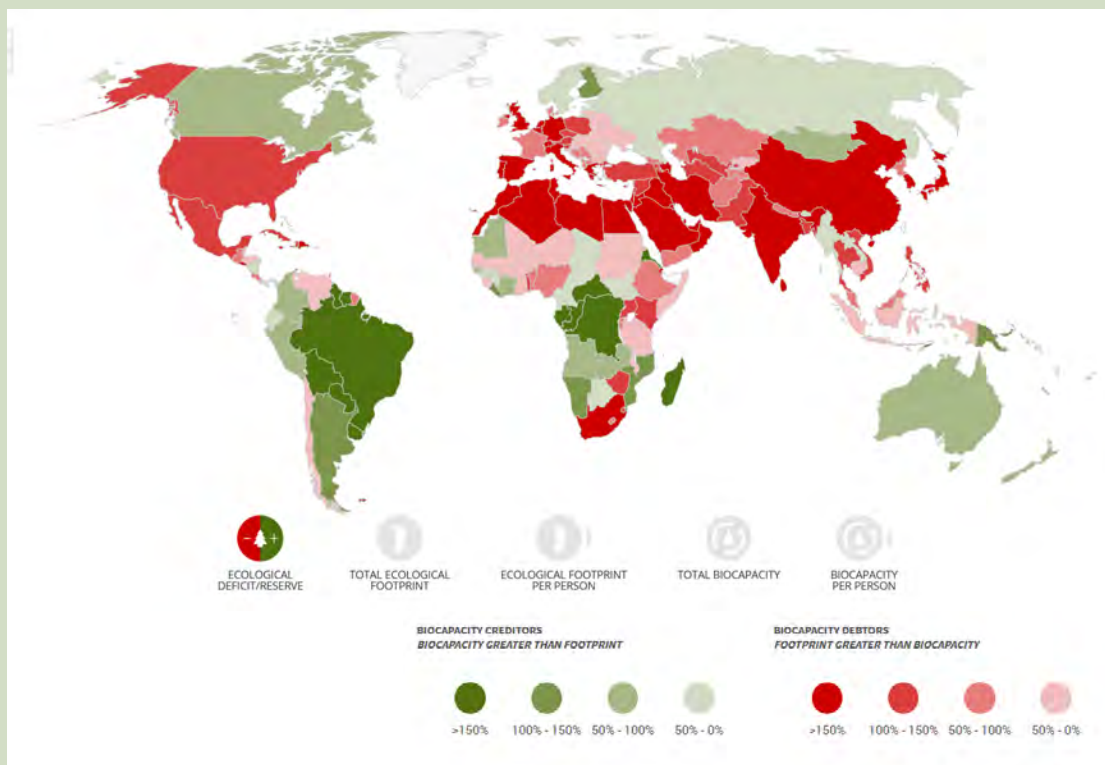 − +
ECOLOGICAL
DEFICIT/RESERVE
TOTAL ECOLOGICAL
FOOTPRINT
ECOLOGICAL FOOTPRINT
PER PERSON
TOTAL BIOCAPACITY
BIOCAPACITY
PER PERSON
BIOCAPACITY CREDITORS
BIOCAPACITY GREATER THAN FOOTPRINT
>150%
100% - 150%
50% - 100%
50% - 0%
BIOCAPACITY DEBTORS
FOOTPRINT GREATER THAN BIOCAPACITY
>150%
100% - 150%
50% - 100%
50% - 0%